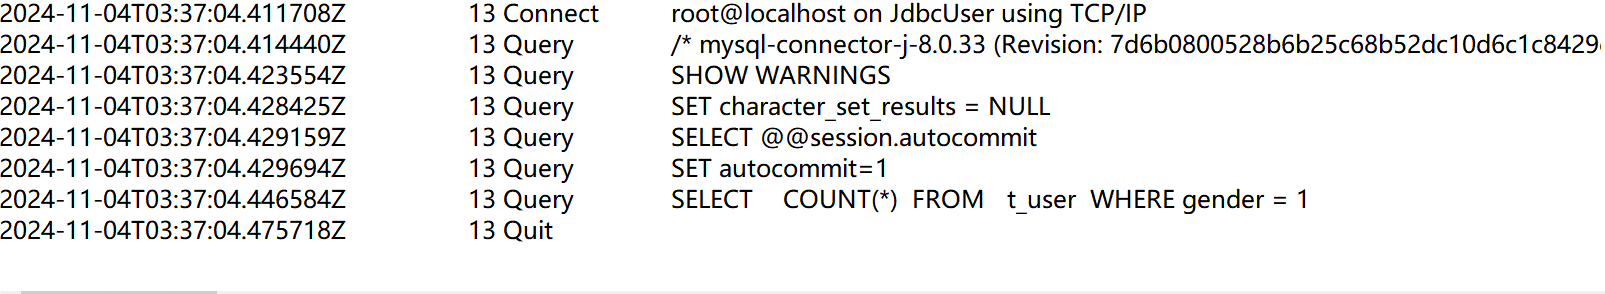 2024-11-04T03:37:04.411708Z 13 Connect root@localhost on JdbcUser using TCP/IP
2024-11-04T03:37:04.414440Z 13 Query /* mysql-connector-j-8.0.33 (Revision: 7d6b0800528b6b25c68b52dc10d6c1c8429
2024-11-04T03:37:04.423554Z 13 Query SHOW WARNINGS
2024-11-04T03:37:04.428425Z 13 Query SET character_set_results = NULL
2024-11-04T03:37:04.429159Z 13 Query SELECT @@session.autocommit
2024-11-04T03:37:04.429694Z 13 Query SET autocommit=1
2024-11-04T03:37:04.446584Z 13 Query SELECT COUNT(*) FROM t_user WHERE gender = 1
2024-11-04T03:37:04.475718Z 13 Quit